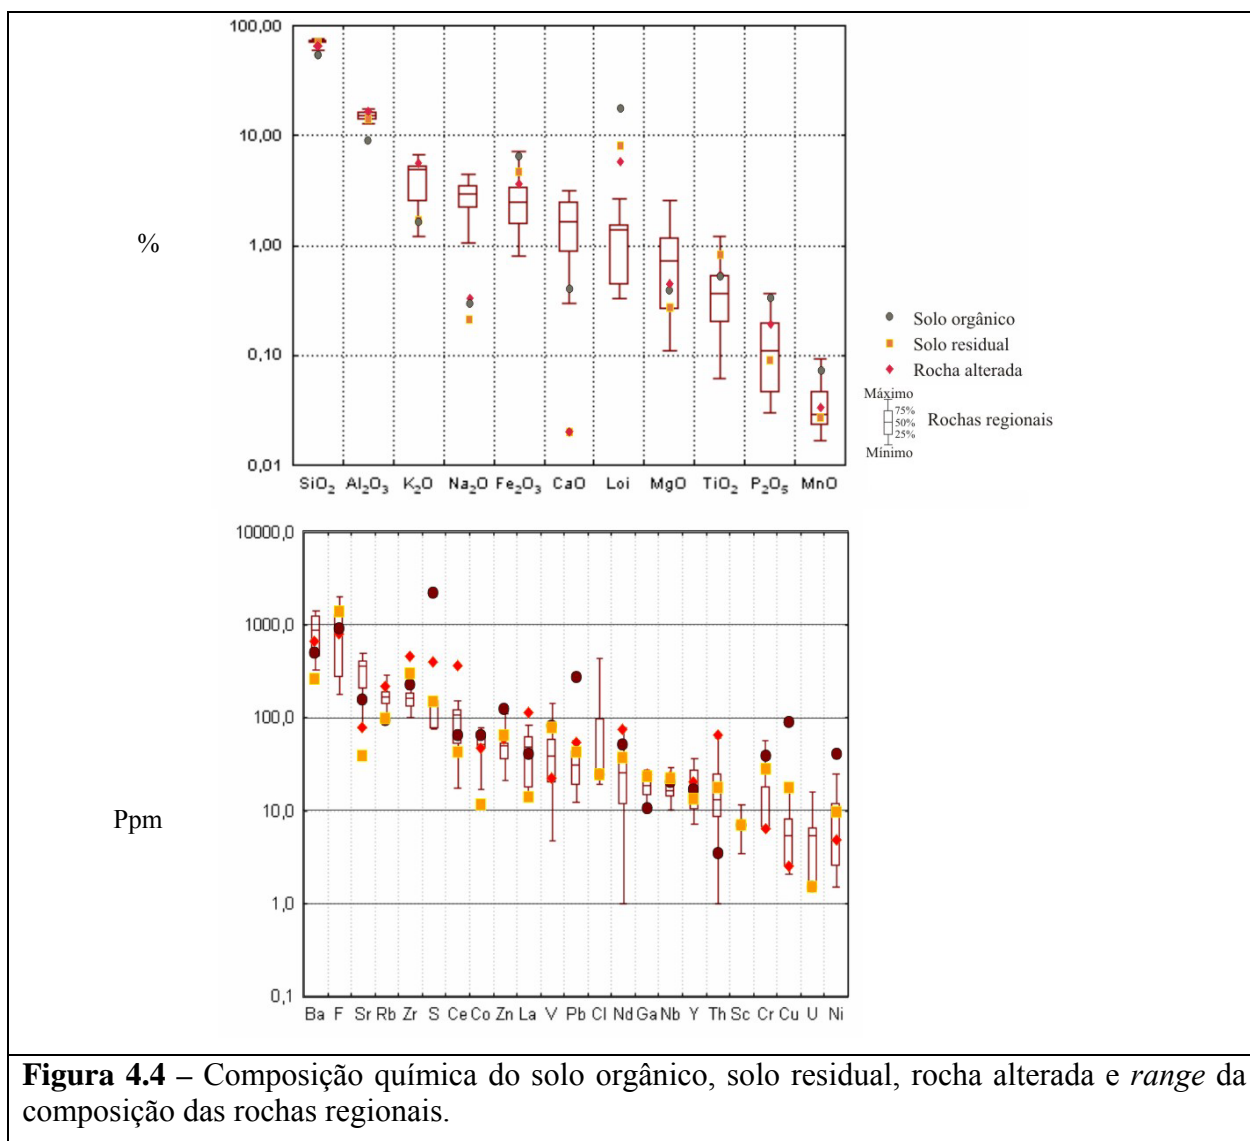 100,00
10,00
1,00
0,10
0,01
%
SiO₂ Al₂O₃ K₂O Na₂O Fe₂O₃ CaO Loi MgO TiO₂ P₂O₅ MnO
Solo orgânico
Solo residual
Rocha alterada
Máximo
75%
50%
25%
Mínimo
Rochas regionais
10000,0
1000,0
100,0
10,0
1,0
0,1
Ppm
Ba F Sr Rb Zr S Ce Co Zn La V Pb Cl Nd Ga Nb Y Th Sc Cr Cu U Ni
Figura 4.4 – Composição química do solo orgânico, solo residual, rocha alterada e range da
composição das rochas regionais.